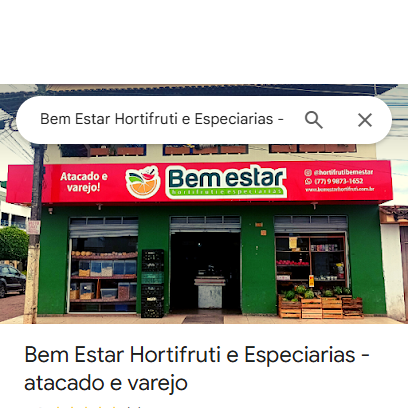 Bem Estar Hortifruti e Especiarias -
Atacado e
varejo!
Bem estar
hortifruti e especiarias
@hortifrutibemestar
(77) 9 9873-1652
www.bemestarhortifruti.com.br
Bem Estar Hortifruti e Especiarias -
atacado e varejo